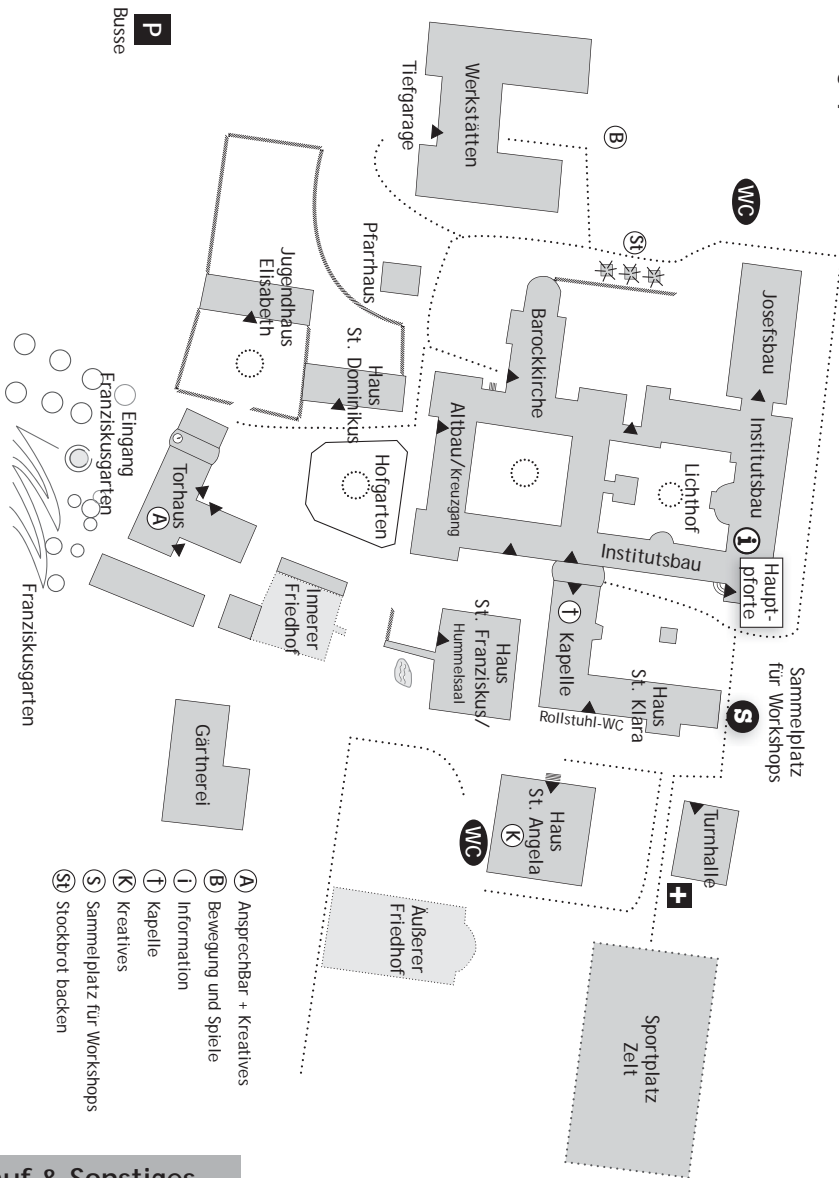 P
Busse
Werkstätten
Tiefgarage
B
WC
St
Josefsbau
Pfarrhaus
Jugendhaus
Elisabeth
Haus
St. Dominikus
Barockkirche
Institutsbau
Lichthof
Altbau/Kreuzgang
Hofgarten
Eingang
Franziskusgarten
Torhaus
A
Institutsbau
i
Haupt-
pforte
Innerer
Friedhof
Franziskusgarten
Haus
St. Franziskus/
Hummelsaal
†
Kapelle
Haus
St. Klara
Rollstuhl-WC
S
Sammelplatz
für Workshops
Gärtnerei
Haus
St. Angela
K
WC
Turnhalle
+
Äußerer
Friedhof
Sportplatz
Zelt
A AnsprechBar + Kreatives
B Bewegung und Spiele
i Information
† Kapelle
K Kreatives
S Sammelplatz für Workshops
St Stockbrot backen
& Sonstiges